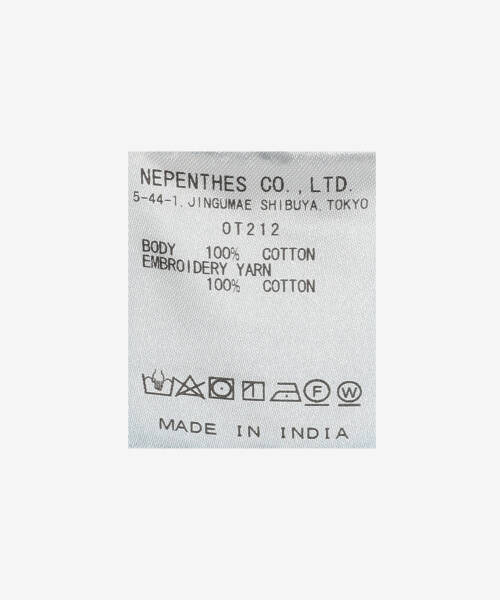 NEPENTHES CO., LTD.
5-44-1, JINGUMAE SHIBUYA, TOKYO
OT212
BODY 100% COTTON
EMBROIDERY YARN
100% COTTON
F W
MADE IN INDIA